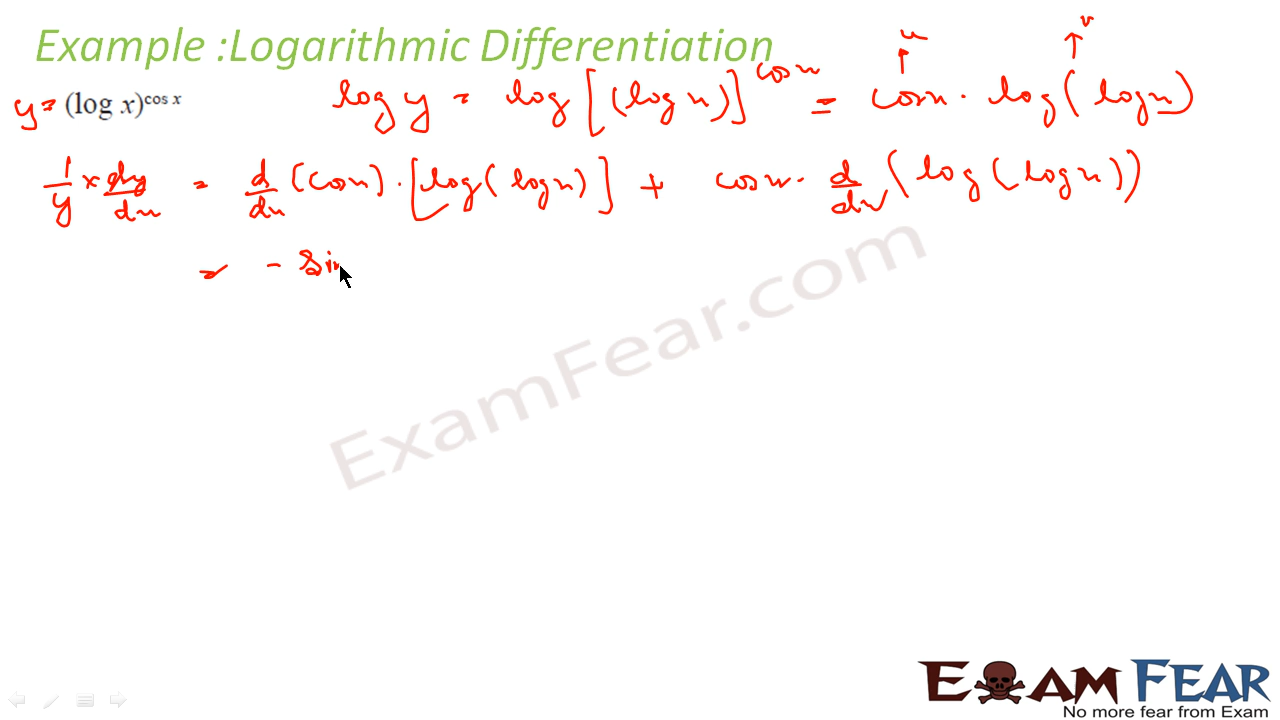 Example :Logarithmic Differentiation
y = (log x)^cos x log y = log [(log x)]^cos x = cos x · log (log x)
u v
1/y x dy/dx = d/dx (cos x) · [log (log x)] + cos x · d/dx (log (log x))
= - Sin
ExamFear.com
EXAM FEAR
No more fear from Exam